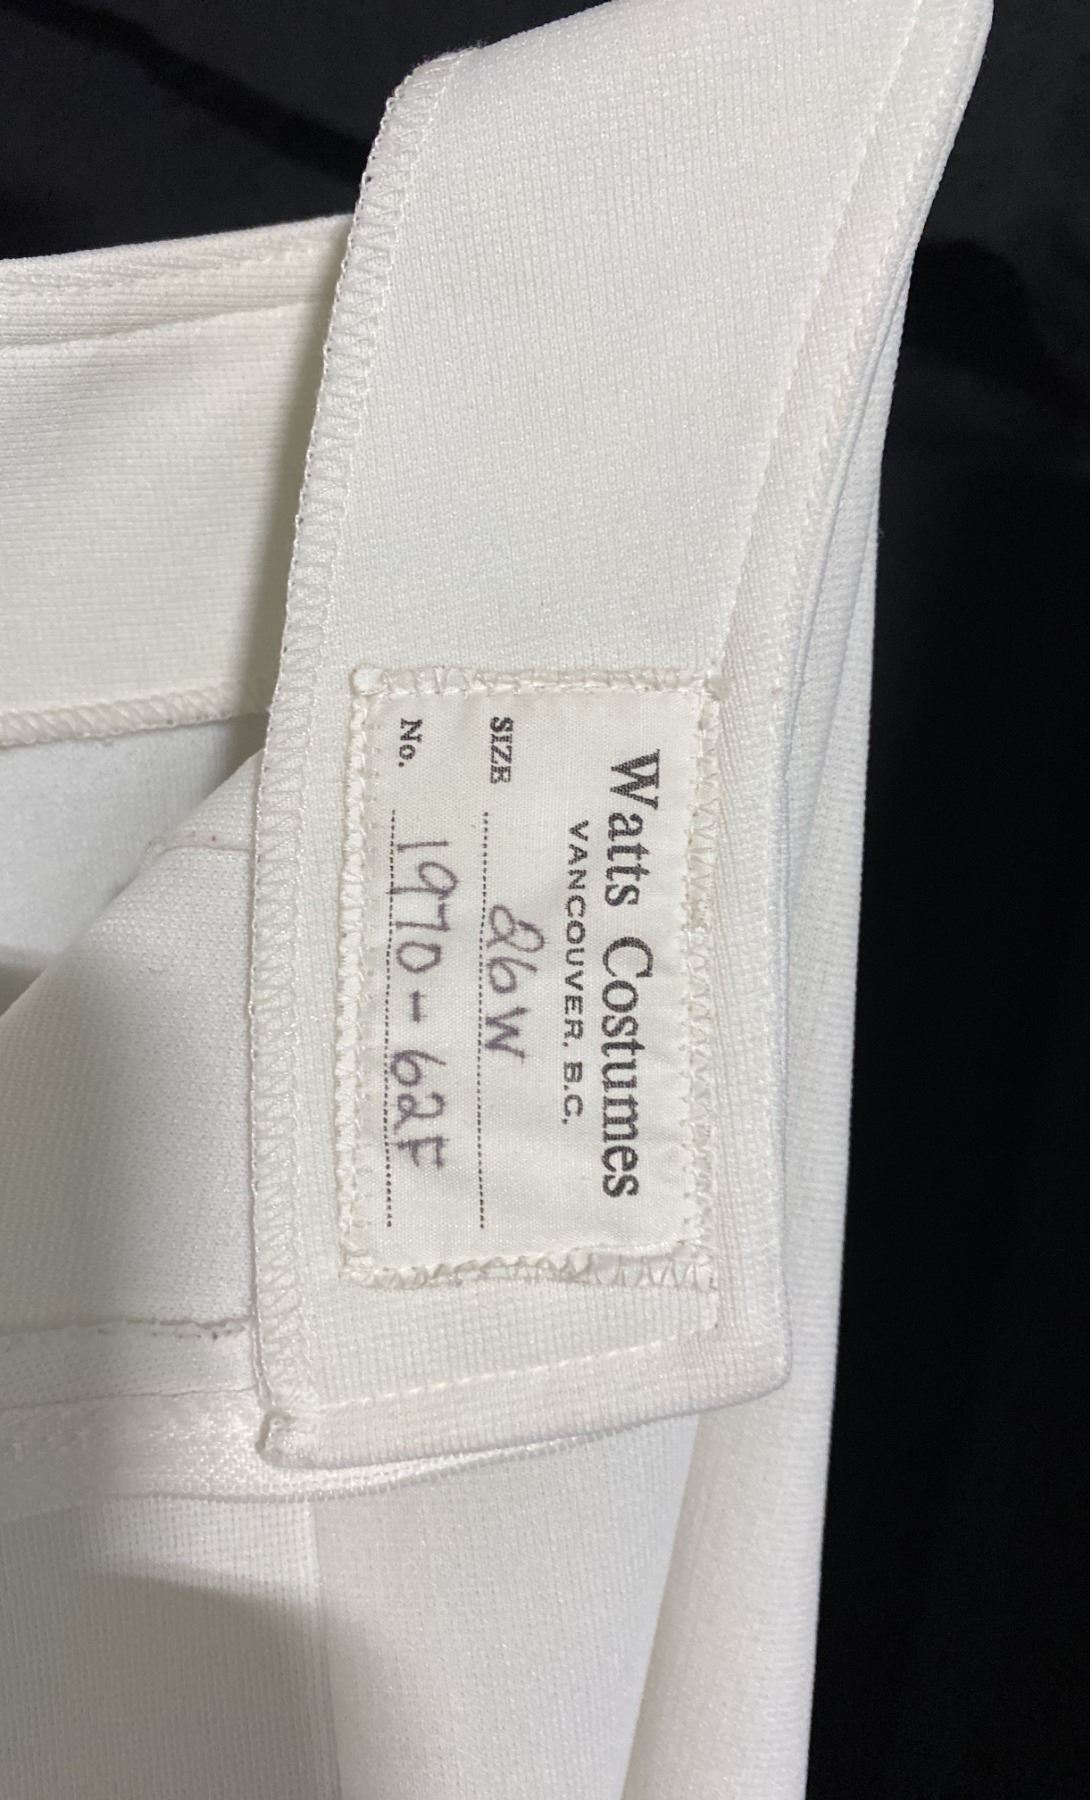 Watts Costumes
VANCOUVER, B.C.
SIZE 26W
No. 1970-62F